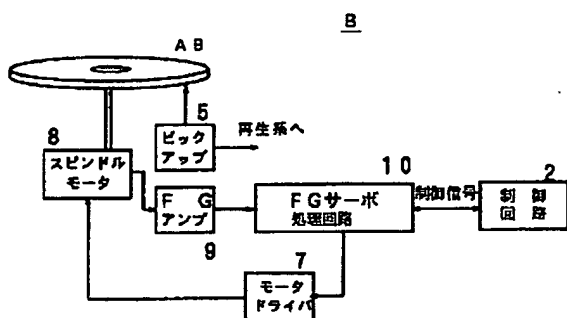 B
A B
5
ピック
アップ
再生系へ
8
スピンドル
モータ
10
F G
アンプ
9
FGサーボ
処理回路
制御信号
2
制御
回路
7
モータ
ドライバ